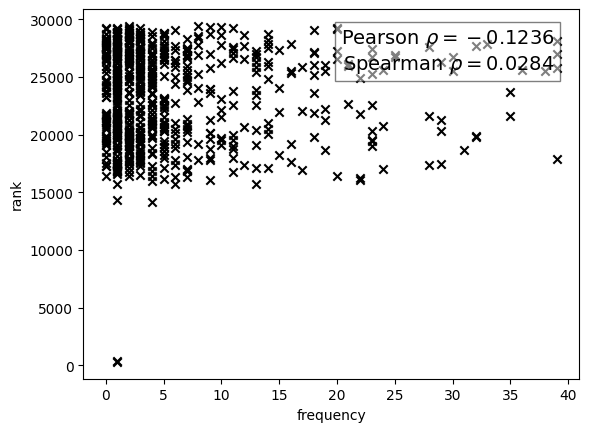 30000
25000
20000
15000
10000
5000
0
rank
Pearson ρ = −0.1236
Spearman ρ = 0.0284
0 5 10 15 20 25 30 35 40
frequency